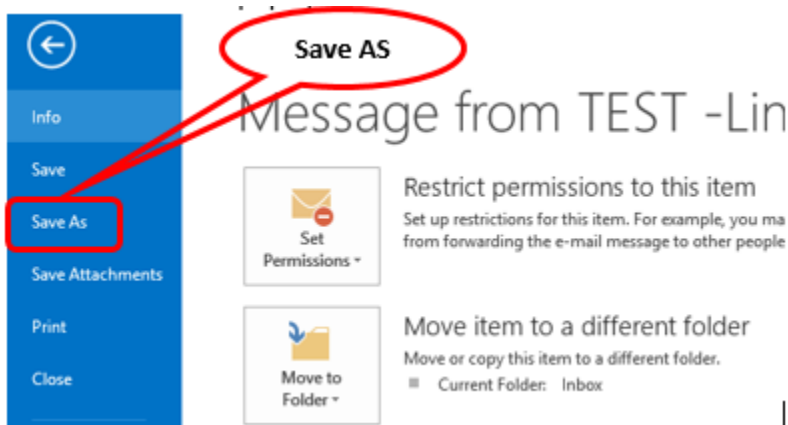 Save AS
Info
Save
Save As
Save Attachments
Print
Close
Message from TEST -Lin
Set
Permissions
Restrict permissions to this item
Set up restrictions for this item. For example, you ma
from forwarding the e-mail message to other people
Move to
Folder
Move item to a different folder
Move or copy this item to a different folder.
Current Folder: Inbox